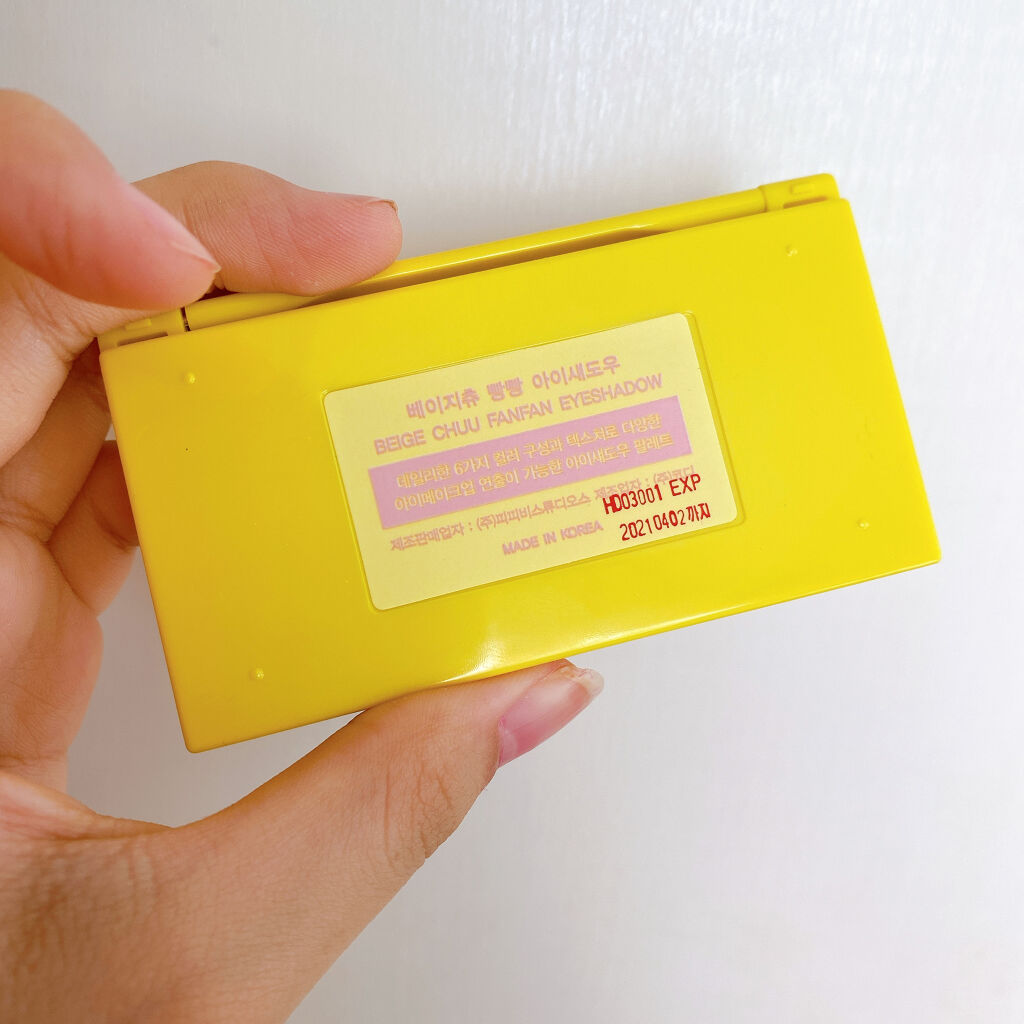 베이지츄 빵빵 아이섀도우
BEIGE CHUU FANFAN EYESHADOW
데일리한 6가지 컬러 구성과 텍스처로 다양한
아이메이크업 연출이 가능한 아이섀도우 팔레트
제조판매업자 : (주)피피비스튜디오스 제조업자 : (주)코디
HD03001 EXP
MADE IN KOREA
20210402까지